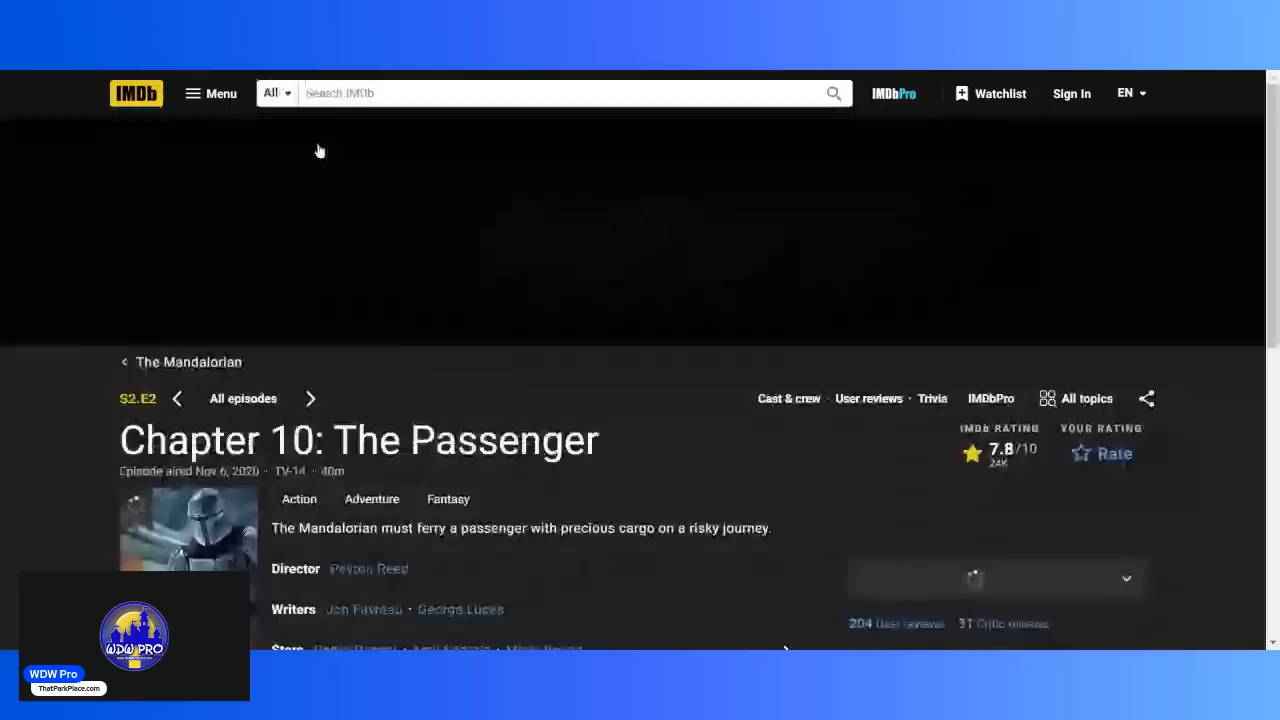 IMDb Menu All Search IMDb IMDbPro Watchlist Sign In EN
The Mandalorian
S2.E2 All episodes Cast & crew · User reviews · Trivia IMDbPro All topics
Chapter 10: The Passenger
IMDb RATING YOUR RATING
7.8/10 Rate
24K
Episode aired Nov 6, 2020 · TV-14 · 40m
Action Adventure Fantasy
The Mandalorian must ferry a passenger with precious cargo on a risky journey.
Director Peyton Reed
Writers Jon Favreau · George Lucas
204 User reviews 31 Critic reviews
Stars
WDW PRO
WDW Pro
ThatParkPlace.com